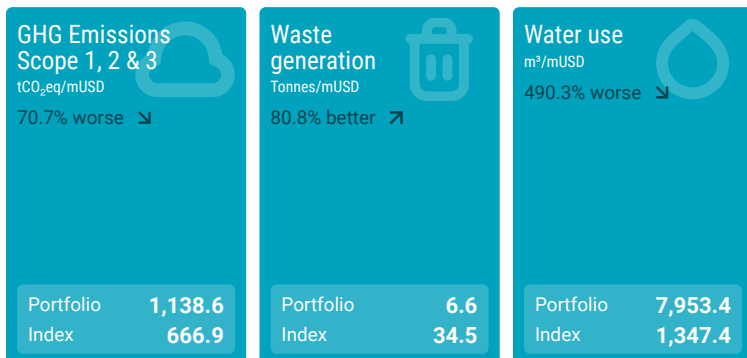 GHG Emissions
Scope 1, 2 & 3
tCO₂eq/mUSD
70.7% worse
Portfolio 1,138.6
Index 666.9
Waste
generation
Tonnes/mUSD
80.8% better
Portfolio 6.6
Index 34.5
Water use
m³/mUSD
490.3% worse
Portfolio 7,953.4
Index 1,347.4